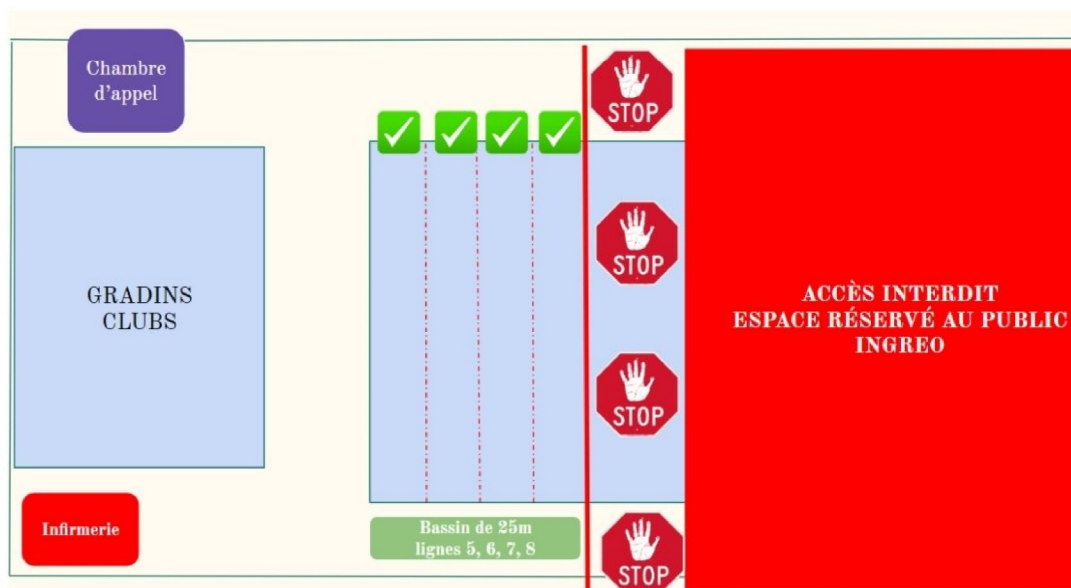 Chambre
d'appel
STOP
STOP
GRADINS
CLUBS
ACCÈS INTERDIT
ESPACE RÉSERVÉ AU PUBLIC
INGREO
STOP
Infirmerie
Bassin de 25m
lignes 5, 6, 7, 8
STOP